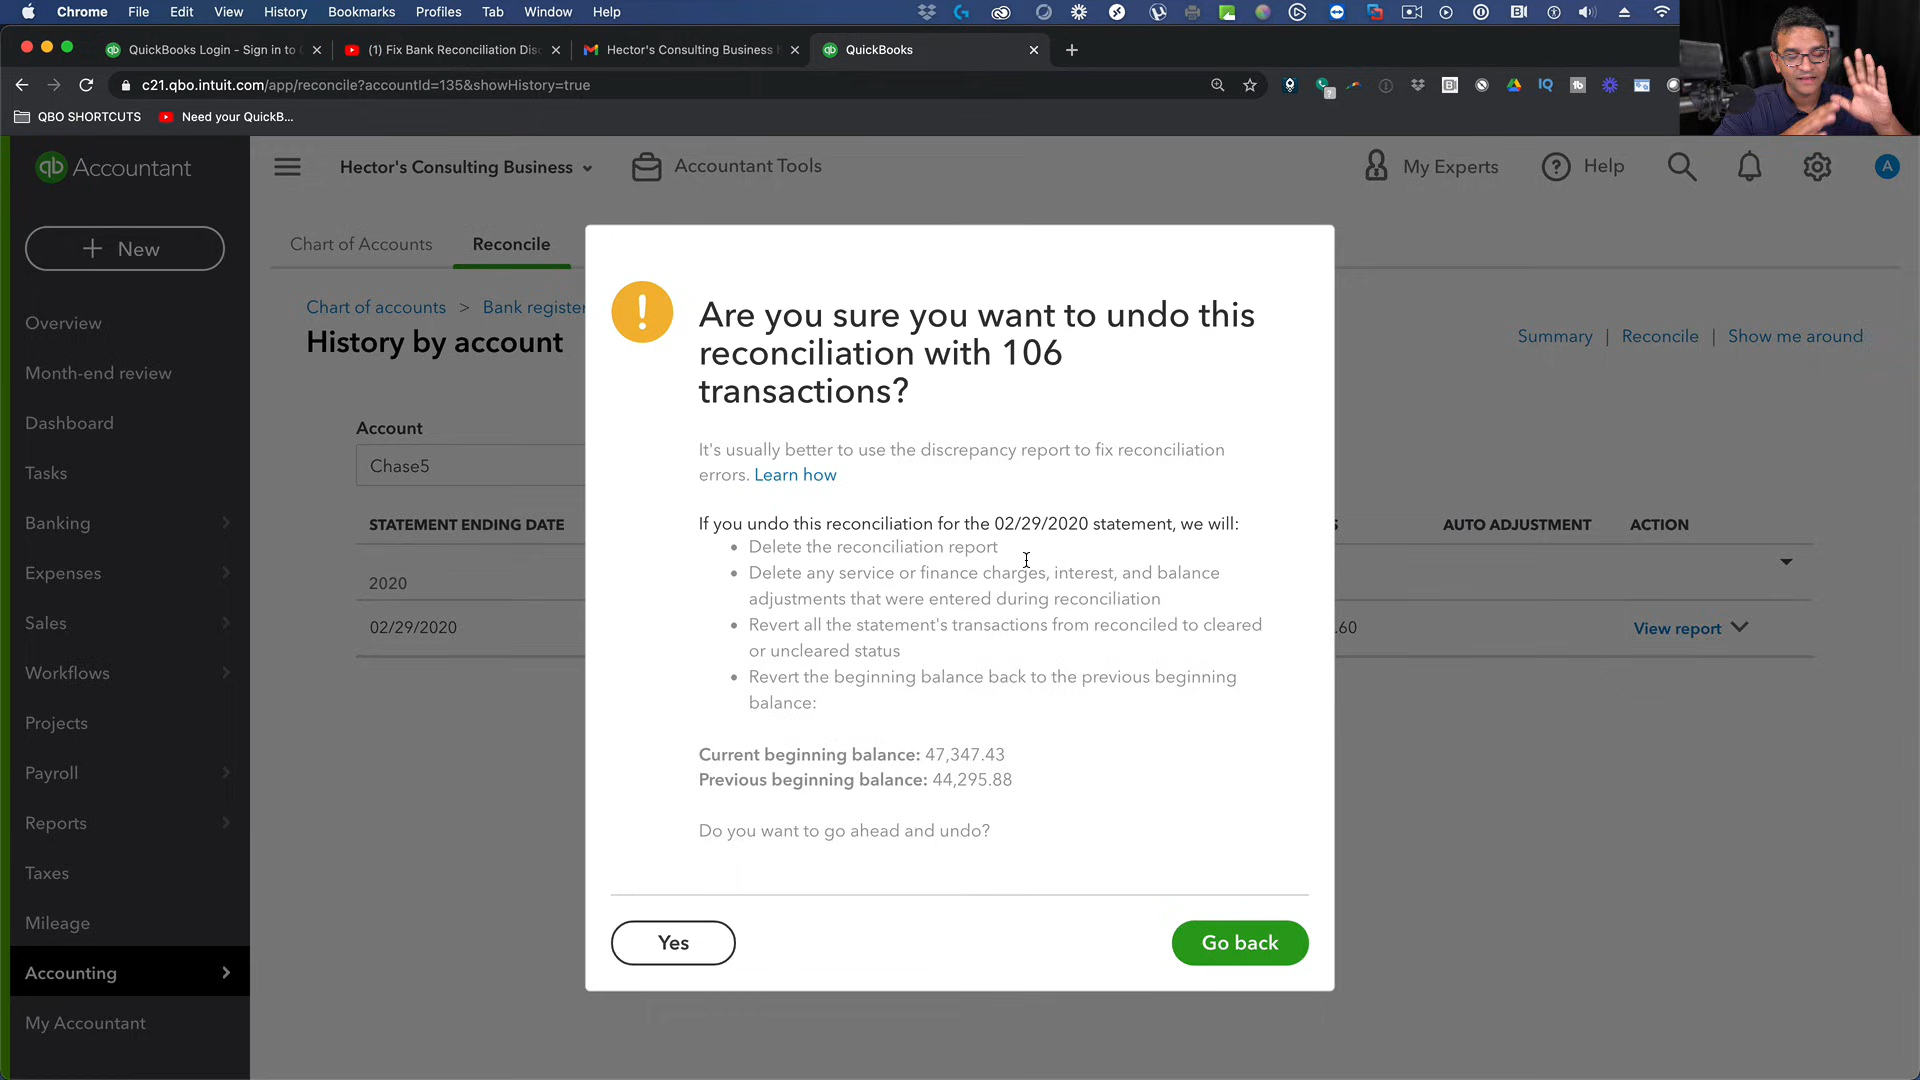 Chrome File Edit View History Bookmarks Profiles Tab Window Help
QuickBooks Login - Sign in to
(1) Fix Bank Reconciliation Dis
Hector's Consulting Business
QuickBooks
c21.qbo.intuit.com/app/reconcile?accountId=135&showHistory=true
QBO SHORTCUTS
Need your QuickB...
qb Accountant
Hector's Consulting Business
Accountant Tools
My Experts
Help
A
+ New
Chart of Accounts
Reconcile
Chart of accounts > Bank register
History by account
Summary | Reconcile | Show me around
Overview
Month-end review
Dashboard
Tasks
Banking
Expenses
Sales
Workflows
Projects
Payroll
Reports
Taxes
Mileage
Accounting
My Accountant
Account
Chase5
STATEMENT ENDING DATE
S
AUTO ADJUSTMENT
ACTION
2020
02/29/2020
.60
View report
!
Are you sure you want to undo this
reconciliation with 106
transactions?
It's usually better to use the discrepancy report to fix reconciliation
errors. Learn how
If you undo this reconciliation for the 02/29/2020 statement, we will:
• Delete the reconciliation report
• Delete any service or finance charges, interest, and balance
adjustments that were entered during reconciliation
• Revert all the statement's transactions from reconciled to cleared
or uncleared status
• Revert the beginning balance back to the previous beginning
balance:
Current beginning balance: 47,347.43
Previous beginning balance: 44,295.88
Do you want to go ahead and undo?
Yes
Go back